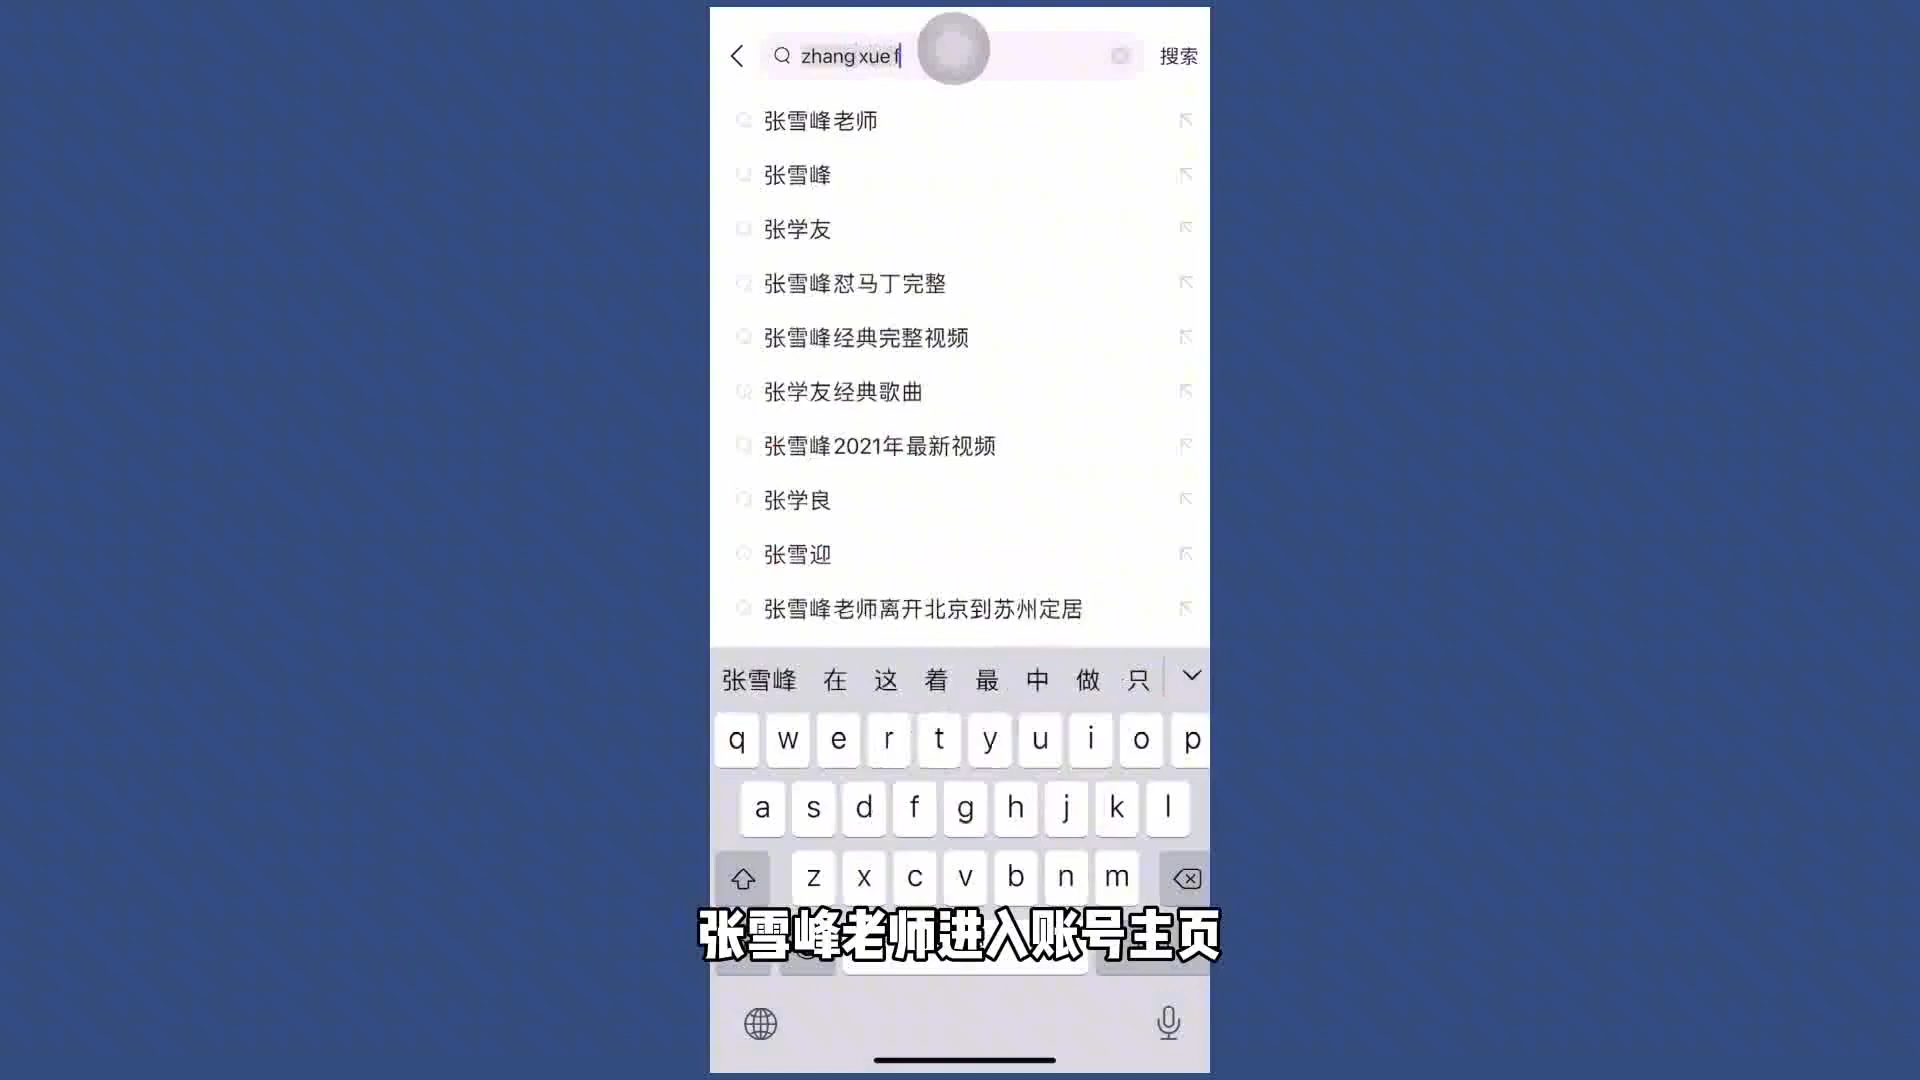 zhang xue f
搜索
张雪峰老师
张雪峰
张学友
张雪峰怼马丁完整
张雪峰经典完整视频
张学友经典歌曲
张雪峰2021年最新视频
张学良
张雪迎
张雪峰老师离开北京到苏州定居
张雪峰 在 这 着 最 中 做 只
q w e r t y u i o p
a s d f g h j k l
z x c v b n m
张雪峰老师进入账号主页